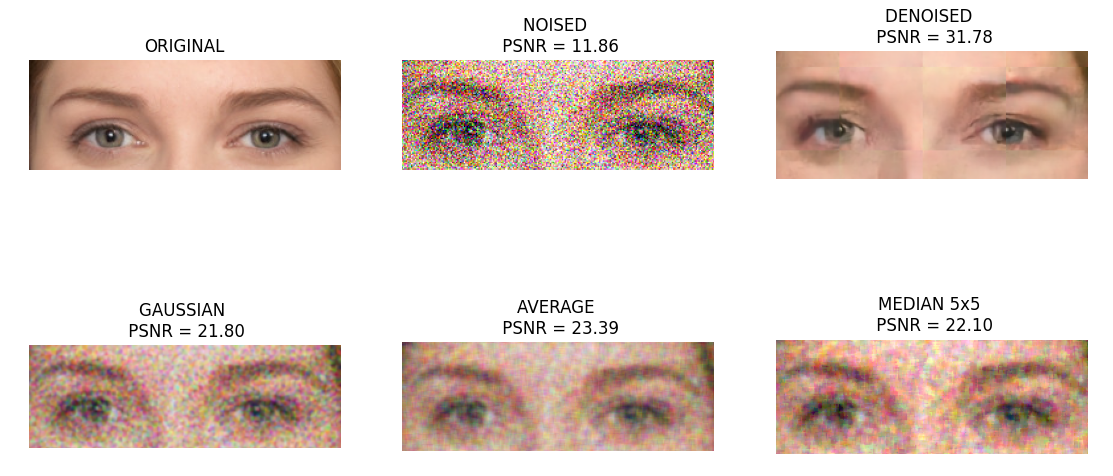 ORIGINAL
NOISED
PSNR = 11.86
DENOISED
PSNR = 31.78
GAUSSIAN
PSNR = 21.80
AVERAGE
PSNR = 23.39
MEDIAN 5x5
PSNR = 22.10